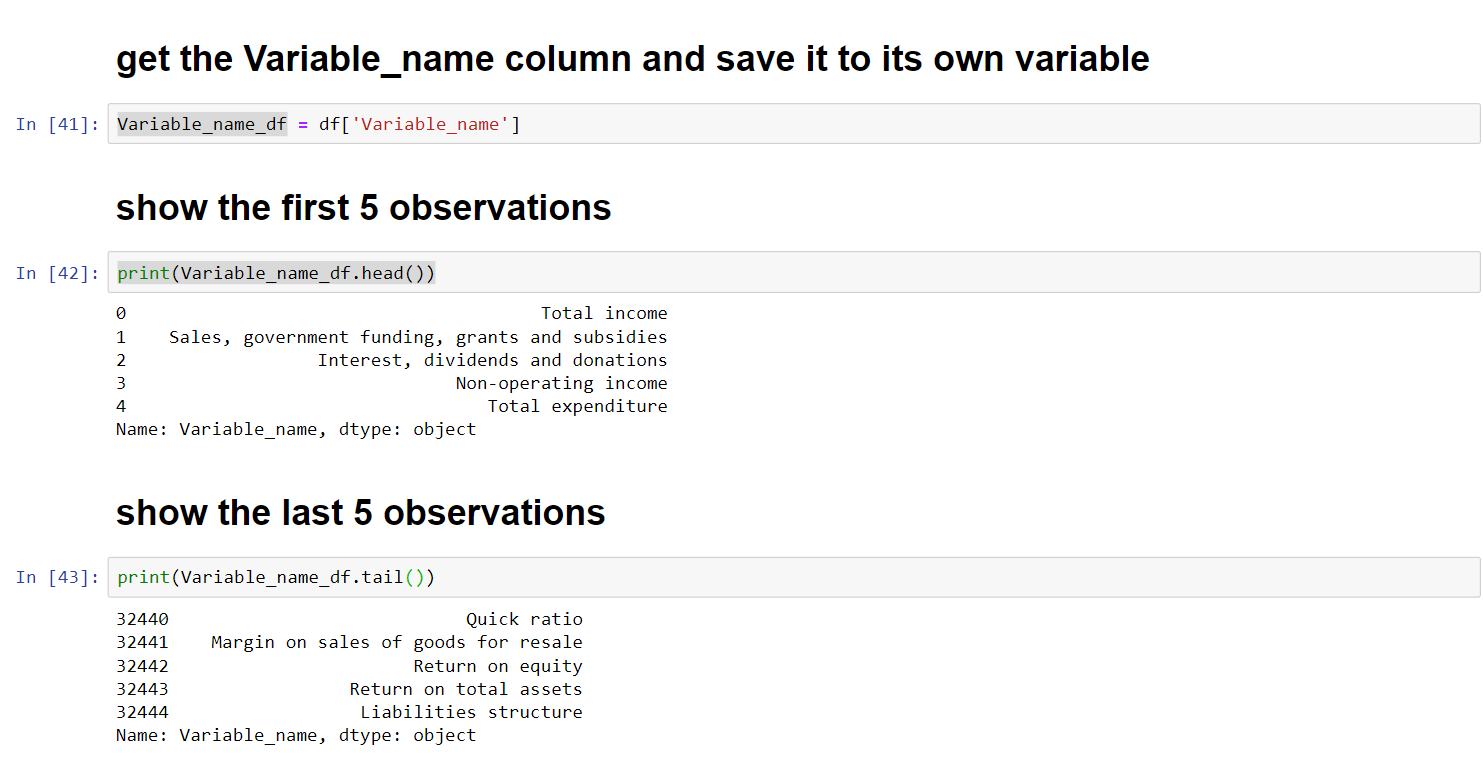 get the Variable_name column and save it to its own variable
In [41]: Variable_name_df = df['Variable_name']
show the first 5 observations
In [42]: print(Variable_name_df.head())
0                                       Total income
1    Sales, government funding, grants and subsidies
2                  Interest, dividends and donations
3                               Non-operating income
4                                  Total expenditure
Name: Variable_name, dtype: object
show the last 5 observations
In [43]: print(Variable_name_df.tail())
32440                            Quick ratio
32441    Margin on sales of goods for resale
32442                       Return on equity
32443                 Return on total assets
32444                  Liabilities structure
Name: Variable_name, dtype: object